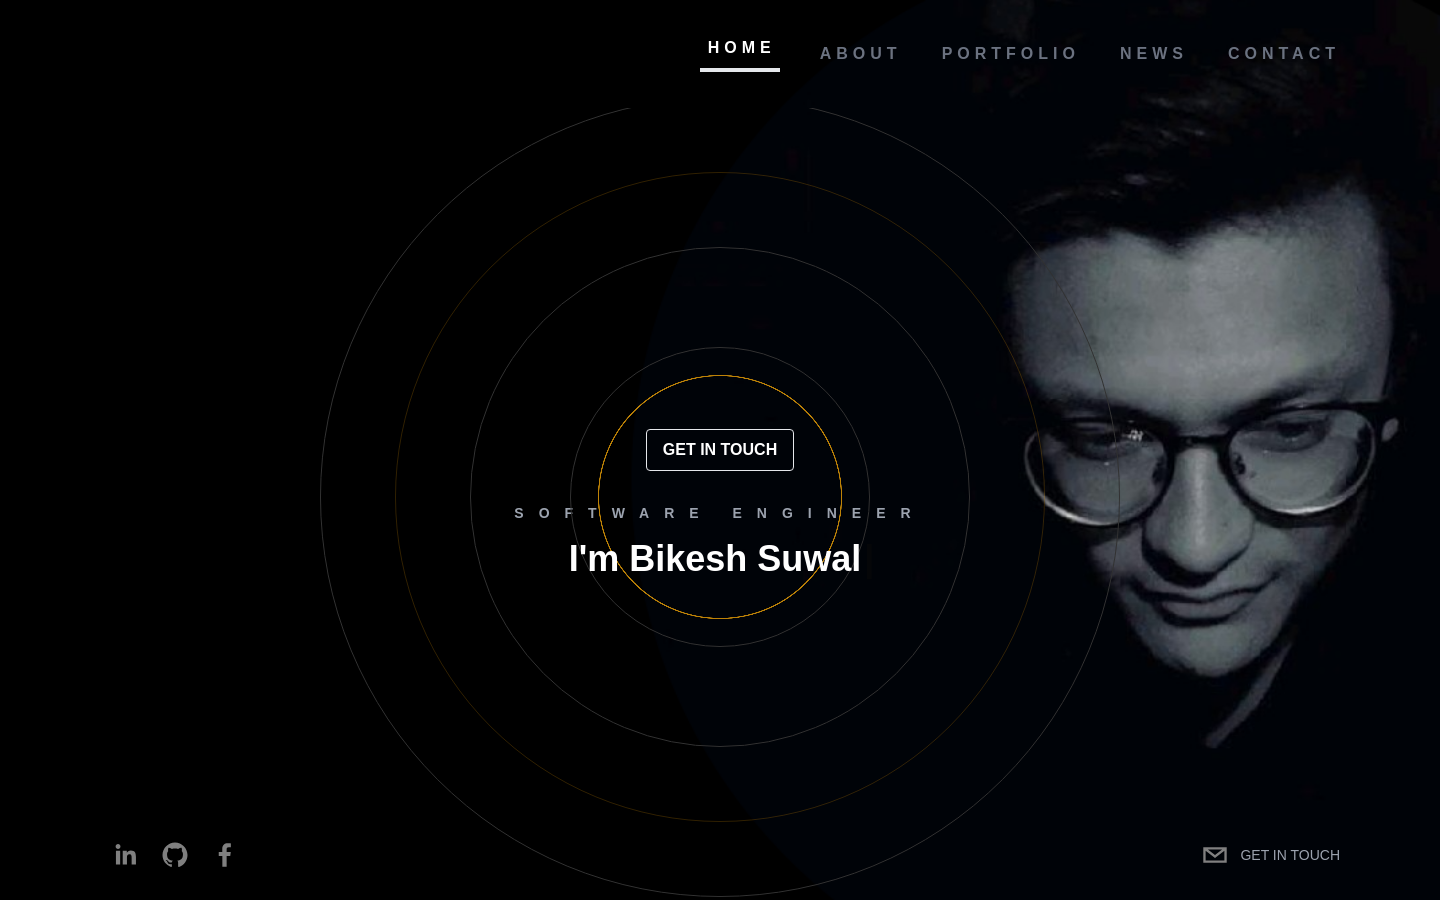 HOME ABOUT PORTFOLIO NEWS CONTACT
GET IN TOUCH
SOFTWARE ENGINEER
I'm Bikesh Suwal
GET IN TOUCH